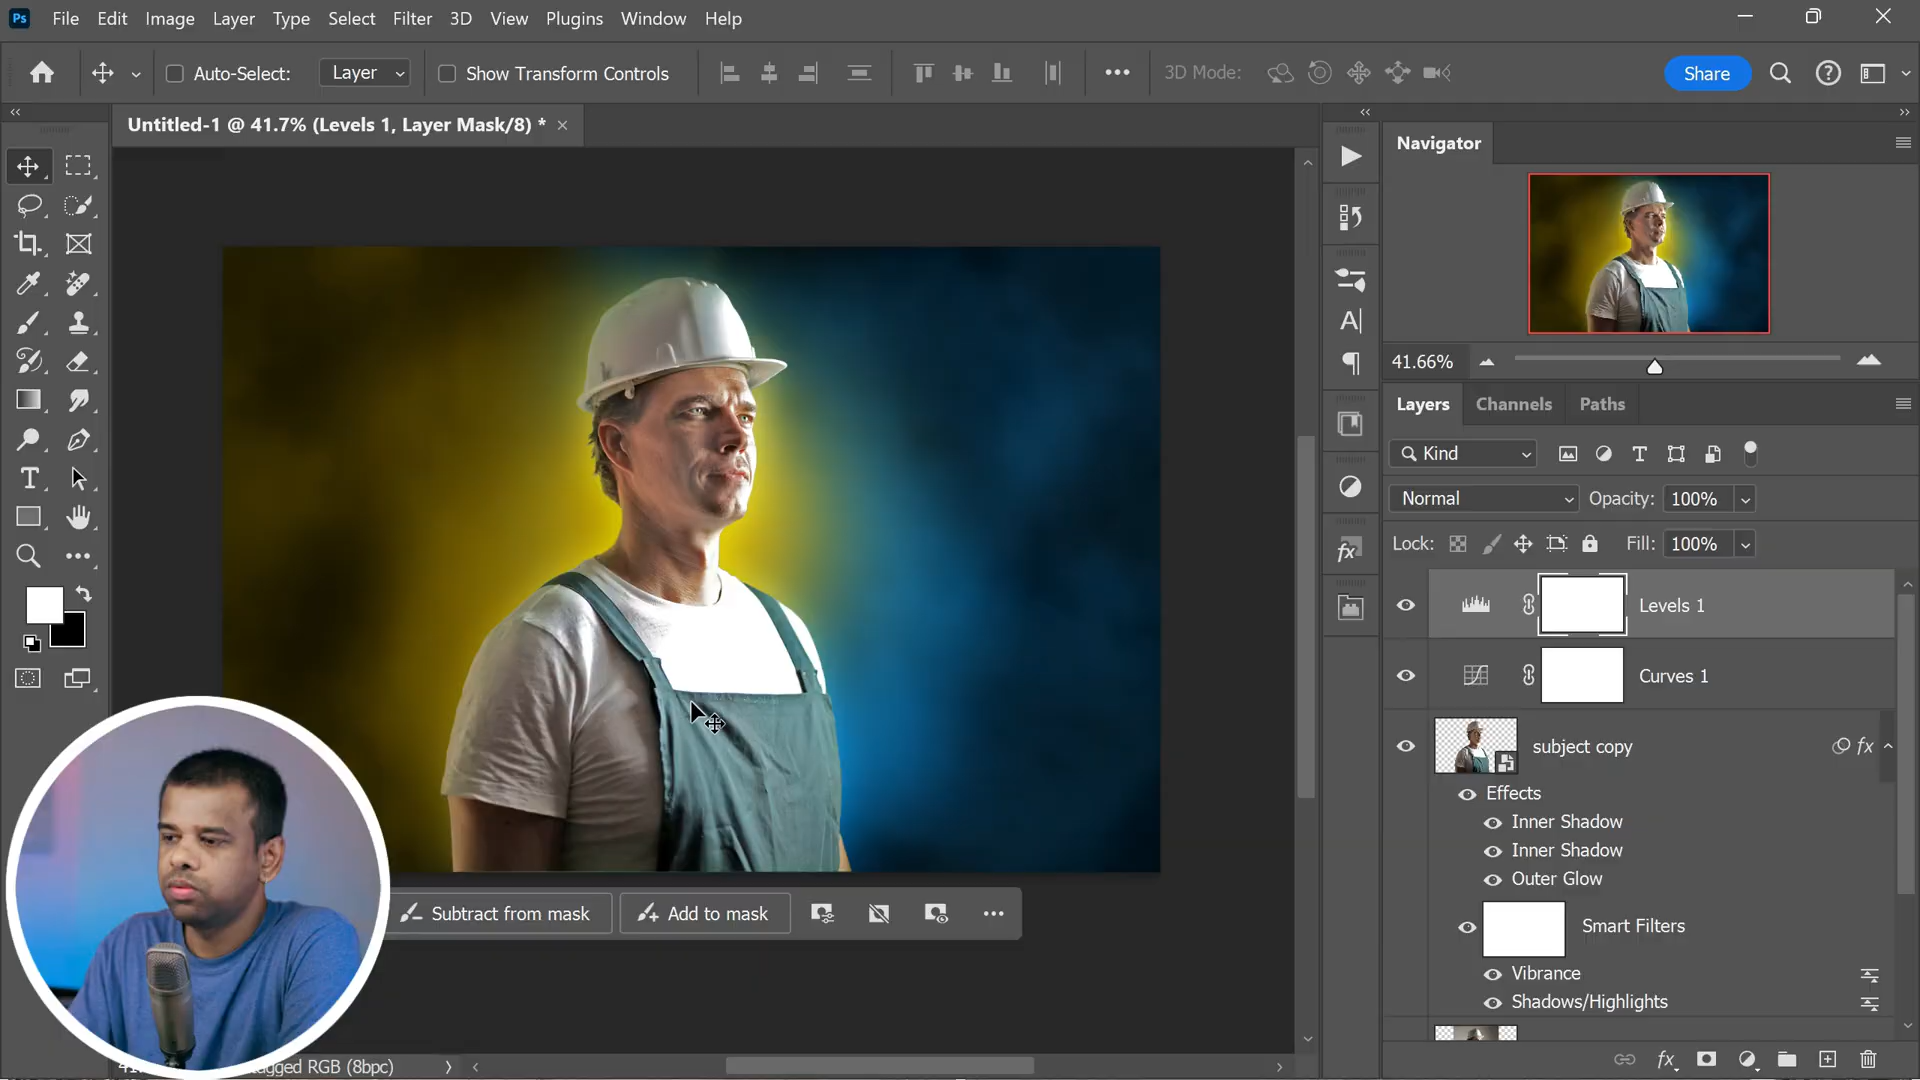 Ps File Edit Image Layer Type Select Filter 3D View Plugins Window Help
Auto-Select: Layer Show Transform Controls 3D Mode: Share
Untitled-1 @ 41.7% (Levels 1, Layer Mask/8) *
Navigator
41.66%
Layers Channels Paths
Kind
Normal Opacity: 100%
Lock: Fill: 100%
Levels 1
Curves 1
subject copy fx
Effects
Inner Shadow
Inner Shadow
Outer Glow
Smart Filters
Vibrance
Shadows/Highlights
Subtract from mask Add to mask
RGB (8bpc)
fx